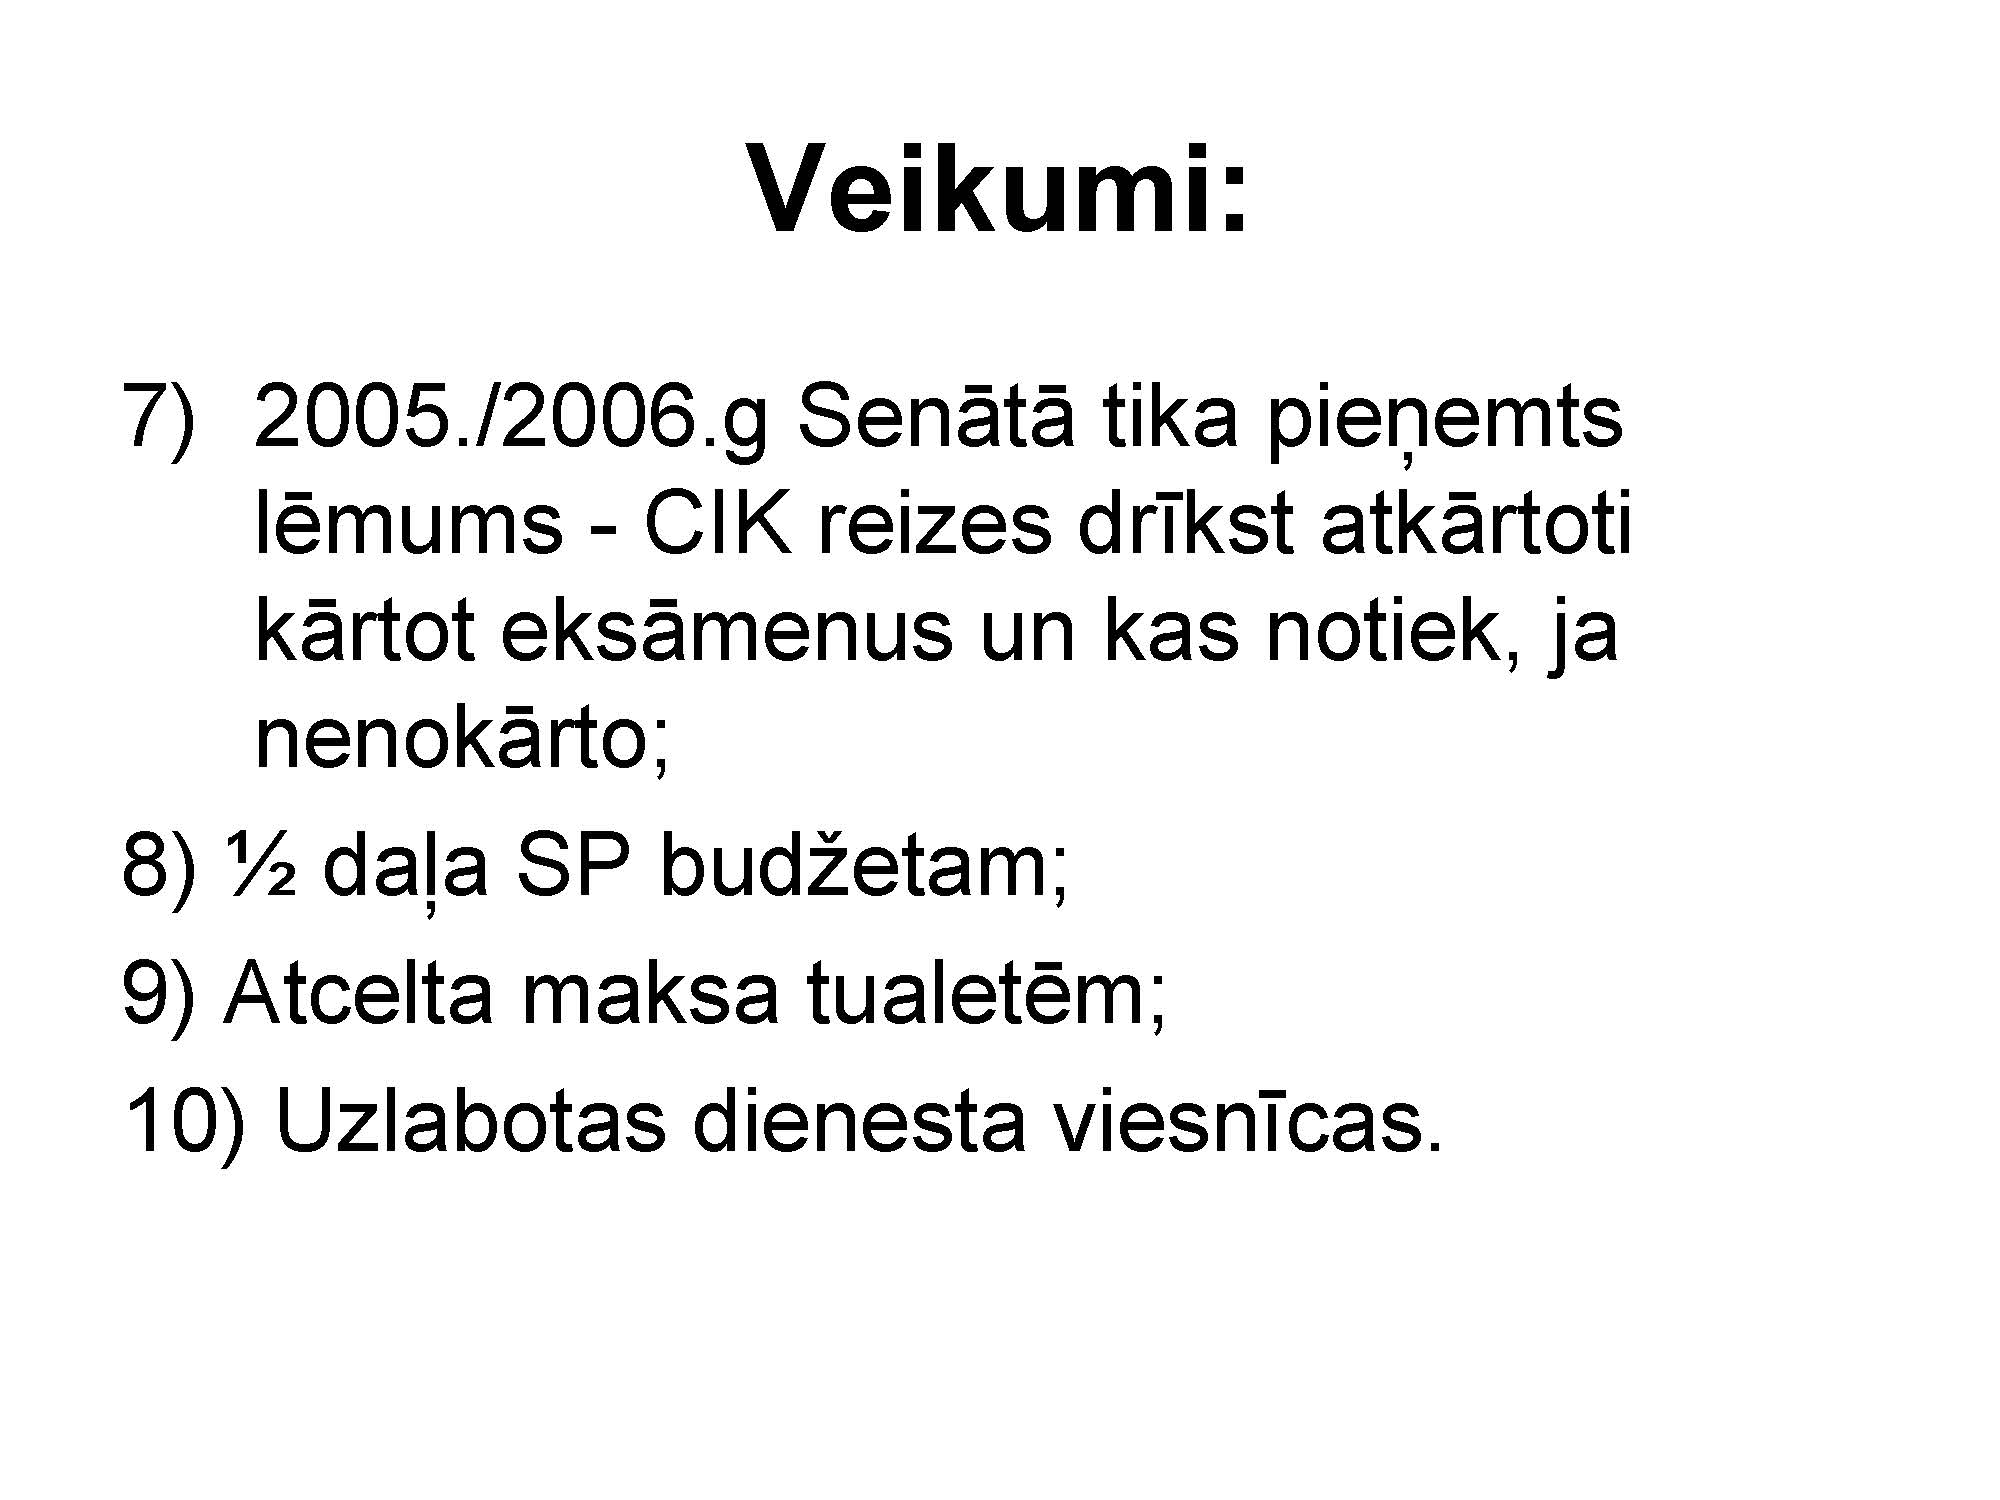 Veikumi:
7) 2005./2006.g Senātā tika pieņemts
lēmums - CIK reizes drīkst atkārtoti
kārtot eksāmenus un kas notiek, ja
nenokārto;
8) ½ daļa SP budžetam;
9) Atcelta maksa tualetēm;
10) Uzlabotas dienesta viesnīcas.